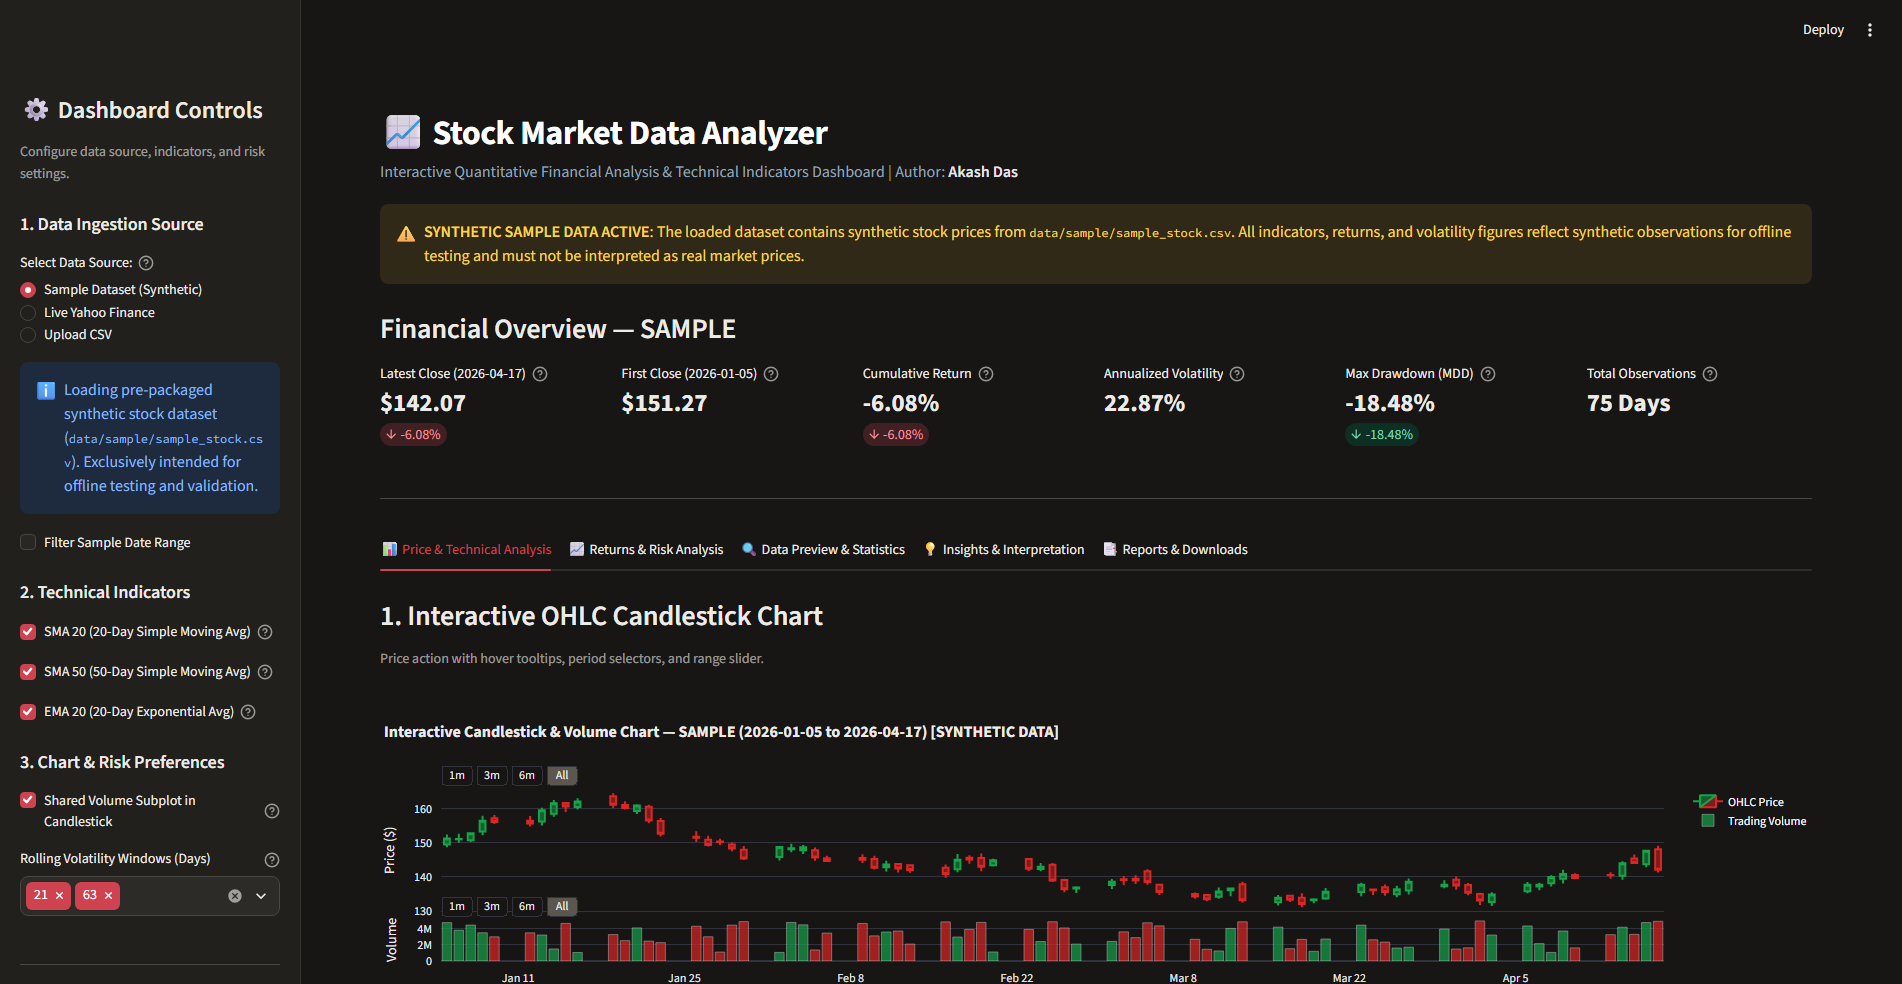 Deploy
Dashboard Controls
Configure data source, indicators, and risk
settings.
1. Data Ingestion Source
Select Data Source:
Sample Dataset (Synthetic)
Live Yahoo Finance
Upload CSV
Loading pre-packaged
synthetic stock dataset
(data/sample/sample_stock.cs
v). Exclusively intended for
offline testing and validation.
Filter Sample Date Range
2. Technical Indicators
SMA 20 (20-Day Simple Moving Avg)
SMA 50 (50-Day Simple Moving Avg)
EMA 20 (20-Day Exponential Avg)
3. Chart & Risk Preferences
Shared Volume Subplot in
Candlestick
Rolling Volatility Windows (Days)
21 63
Stock Market Data Analyzer
Interactive Quantitative Financial Analysis & Technical Indicators Dashboard | Author: Akash Das
SYNTHETIC SAMPLE DATA ACTIVE: The loaded dataset contains synthetic stock prices from data/sample/sample_stock.csv. All indicators, returns, and volatility figures reflect synthetic observations for offline
testing and must not be interpreted as real market prices.
Financial Overview — SAMPLE
Latest Close (2026-04-17) First Close (2026-01-05) Cumulative Return Annualized Volatility Max Drawdown (MDD) Total Observations
$142.07 $151.27 -6.08% 22.87% -18.48% 75 Days
↓ -6.08% ↓ -6.08% ↓ -18.48%
Price & Technical Analysis Returns & Risk Analysis Data Preview & Statistics Insights & Interpretation Reports & Downloads
1. Interactive OHLC Candlestick Chart
Price action with hover tooltips, period selectors, and range slider.
Interactive Candlestick & Volume Chart — SAMPLE (2026-01-05 to 2026-04-17) [SYNTHETIC DATA]
1m 3m 6m All
160
150
140
130
Price ($)
OHLC Price
Trading Volume
1m 3m 6m All
4M
2M
0
Volume
Jan 11 Jan 25 Feb 8 Feb 22 Mar 8 Mar 22 Apr 5